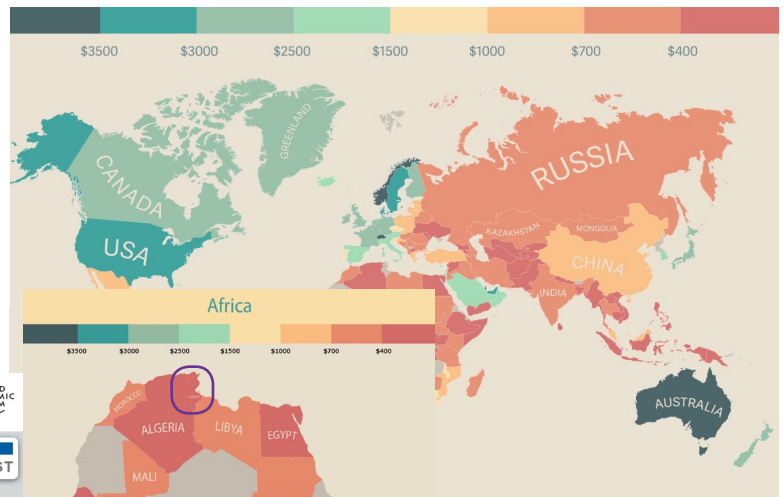 $3500 $3000 $2500 $1500 $1000 $700 $400
GREENLAND
CANADA
RUSSIA
USA
KAZAKHSTAN
MONGOLIA
CHINA
INDIA
Africa
$3500 $3000 $2500 $1500 $1000 $700 $400
MOROCCO
AUSTRALIA
ALGERIA
LIBYA
EGYPT
MALI